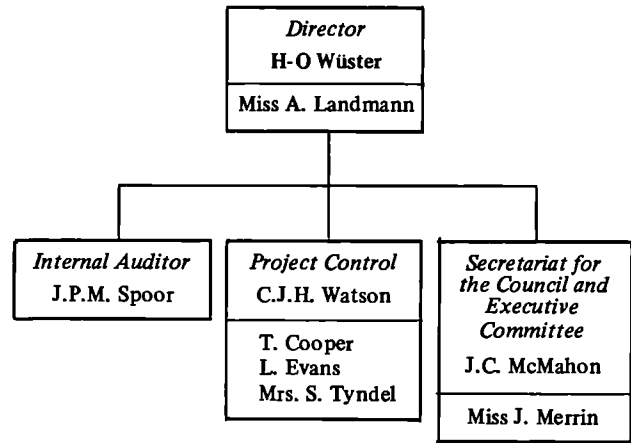 Director
H-O Wüster
Miss A. Landmann
Internal Auditor
J.P.M. Spoor
Project Control
C.J.H. Watson
T. Cooper
L. Evans
Mrs. S. Tyndel
Secretariat for
the Council and
Executive
Committee
J.C. McMahon
Miss J. Merrin